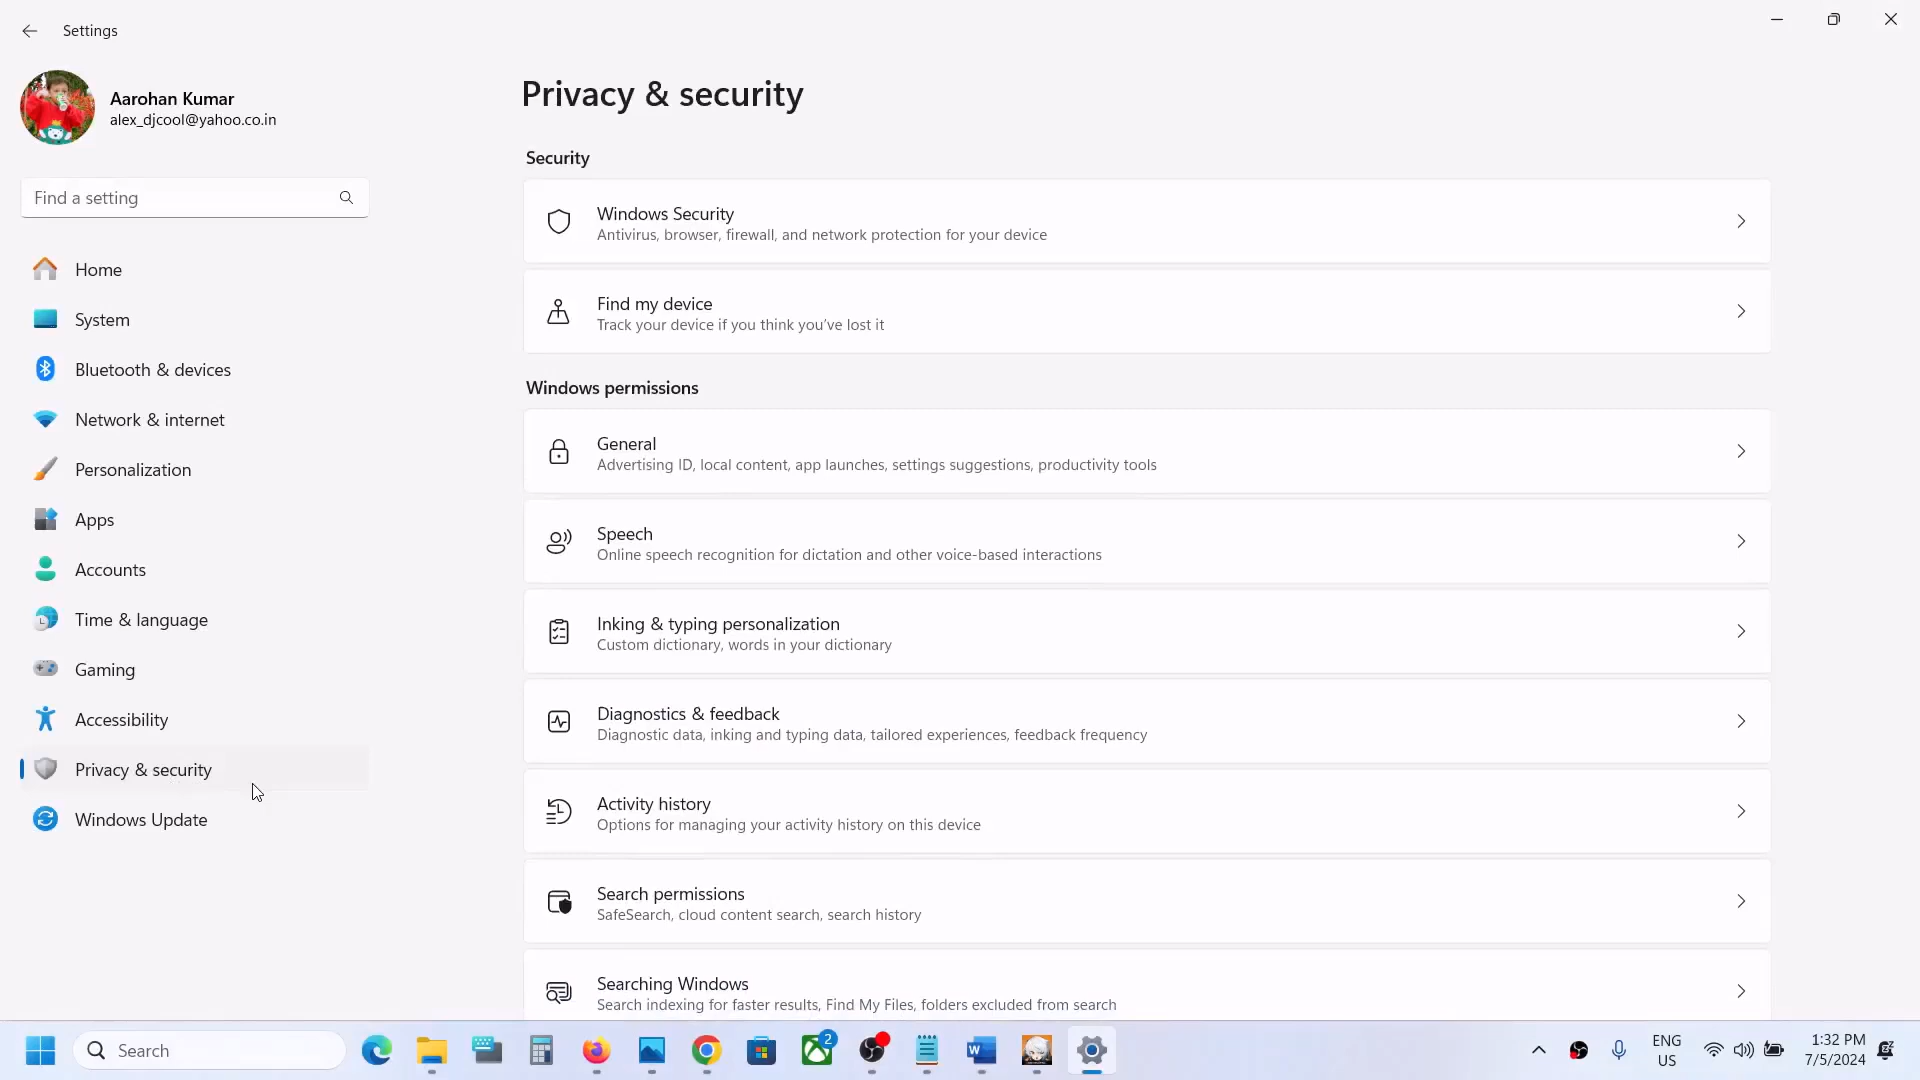 Settings
Aarohan Kumar
alex_djcool@yahoo.co.in
Find a setting
Home
System
Bluetooth & devices
Network & internet
Personalization
Apps
Accounts
Time & language
Gaming
Accessibility
Privacy & security
Windows Update
Privacy & security
Security
Windows Security
Antivirus, browser, firewall, and network protection for your device
Find my device
Track your device if you think you've lost it
Windows permissions
General
Advertising ID, local content, app launches, settings suggestions, productivity tools
Speech
Online speech recognition for dictation and other voice-based interactions
Inking & typing personalization
Custom dictionary, words in your dictionary
Diagnostics & feedback
Diagnostic data, inking and typing data, tailored experiences, feedback frequency
Activity history
Options for managing your activity history on this device
Search permissions
SafeSearch, cloud content search, search history
Searching Windows
Search indexing for faster results, Find My Files, folders excluded from search
Search
2
W
ENG
US
1:32 PM
7/5/2024